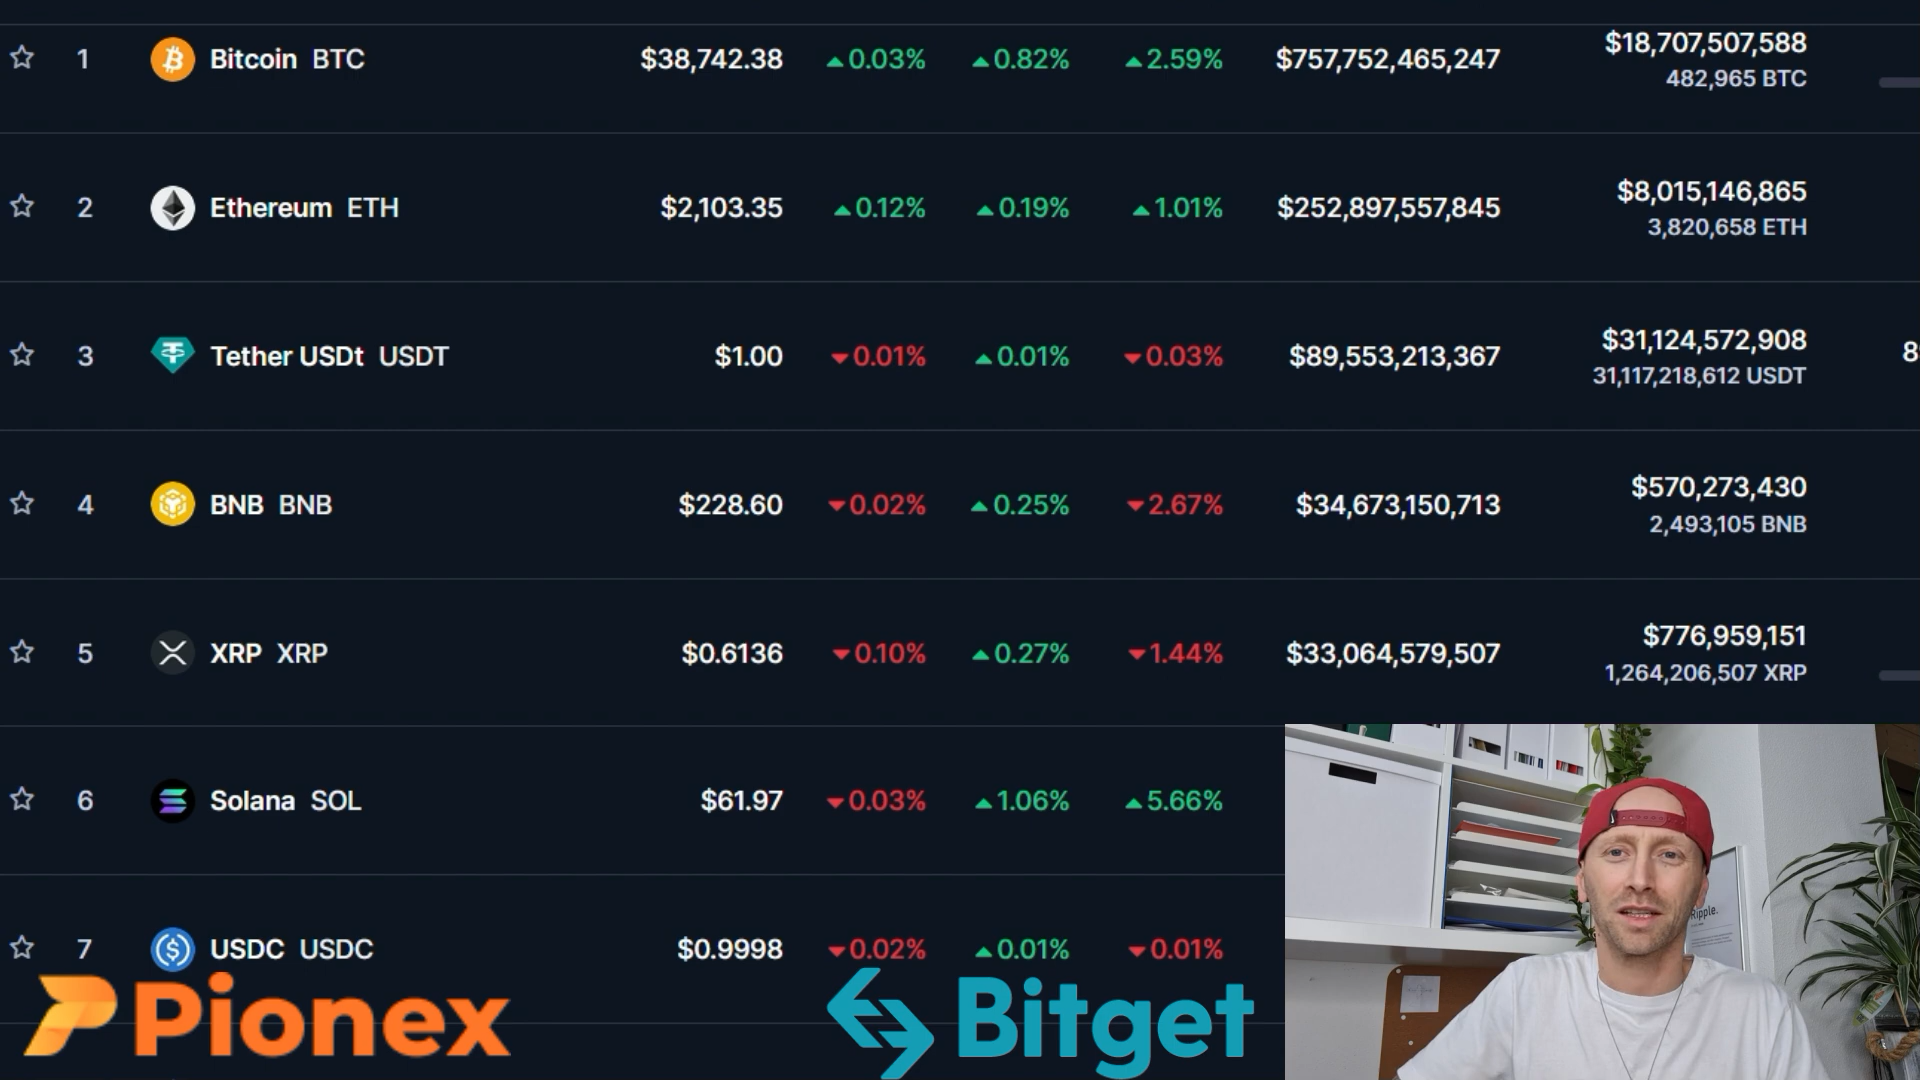 1 Bitcoin BTC $38,742.38 0.03% 0.82% 2.59% $757,752,465,247 $18,707,507,588
482,965 BTC
2 Ethereum ETH $2,103.35 0.12% 0.19% 1.01% $252,897,557,845 $8,015,146,865
3,820,658 ETH
3 Tether USDt USDT $1.00 0.01% 0.01% 0.03% $89,553,213,367 $31,124,572,908
31,117,218,612 USDT
4 BNB BNB $228.60 0.02% 0.25% 2.67% $34,673,150,713 $570,273,430
2,493,105 BNB
5 XRP XRP $0.6136 0.10% 0.27% 1.44% $33,064,579,507 $776,959,151
1,264,206,507 XRP
6 Solana SOL $61.97 0.03% 1.06% 5.66%
7 USDC USDC $0.9998 0.02% 0.01% 0.01%
Pionex
Bitget
Ripple.